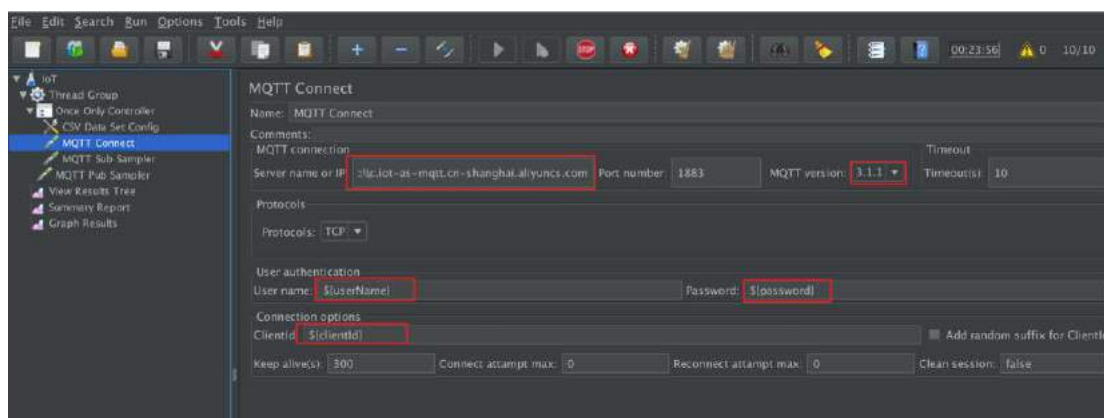 File Edit Search Run Options Tools Help
00:23:56 0 10/10
IoT
Thread Group
Once Only Controller
CSV Data Set Config
MQTT Connect
MQTT Sub Sampler
MQTT Pub Sampler
View Results Tree
Summary Report
Graph Results
MQTT Connect
Name: MQTT Connect
Comments:
MQTT connection
Timeout
Server name or IP: .iot-as-mqtt.cn-shanghai.aliyuncs.com Port number: 1883 MQTT version: 3.1.1 Timeout(s): 10
Protocols
Protocols: TCP
User authentication
User name: ${userName} Password: ${password}
Connection options
ClientId: ${clientId} Add random suffix for ClientId
Keep alive(s): 300 Connect attampt max: 0 Reconnect attampt max: 0 Clean session: false